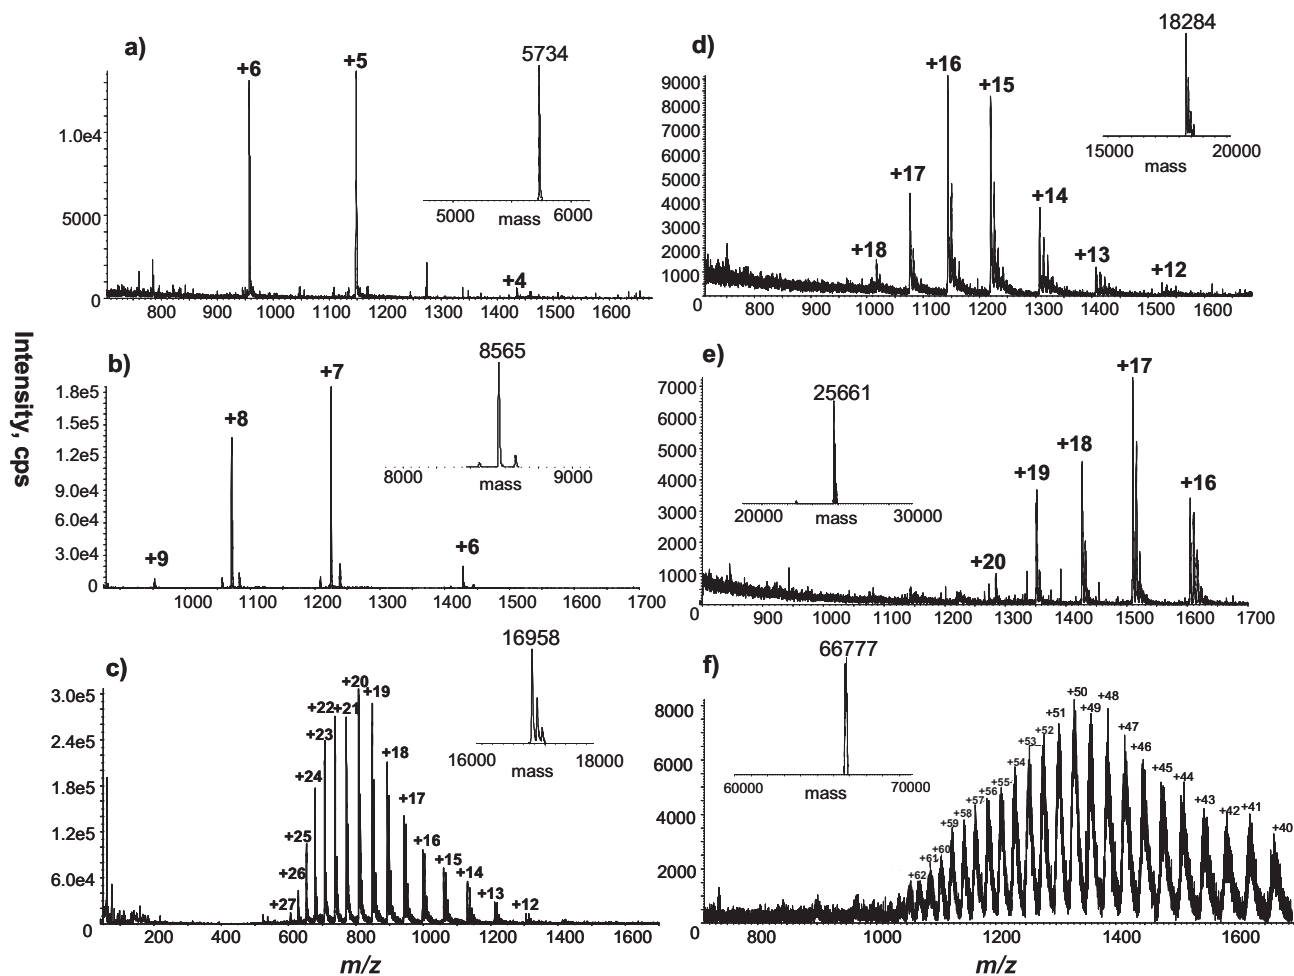 Intensity, cps
a)
+6
+5
+4
5734
1.0e4
5000
0
5000 mass 6000
800 900 1000 1100 1200 1300 1400 1500 1600
b)
+9
+8
+7
+6
8565
1.8e5
1.5e5
1.2e5
9.0e4
6.0e4
3.0e4
0
8000 mass 9000
1000 1100 1200 1300 1400 1500 1600 1700
c)
+27
+26
+25
+24
+23
+22
+21
+20
+19
+18
+17
+16
+15
+14
+13
+12
16958
3.0e5
2.4e5
1.8e5
1.2e5
6.0e4
0
16000 mass 18000
200 400 600 800 1000 1200 1400 1600
m/z
d)
+18
+17
+16
+15
+14
+13
+12
18284
9000
8000
7000
6000
5000
4000
3000
2000
1000
0
15000 mass 20000
800 900 1000 1100 1200 1300 1400 1500 1600
e)
+20
+19
+18
+17
+16
25661
7000
6000
5000
4000
3000
2000
1000
0
20000 mass 30000
900 1000 1100 1200 1300 1400 1500 1600 1700
f)
+62
+61
+60
+59
+58
+57
+56
+55
+54
+53
+52
+51
+50
+49
+48
+47
+46
+45
+44
+43
+42
+41
+40
66777
8000
6000
4000
2000
0
60000 mass 70000
800 1000 1200 1400 1600
m/z